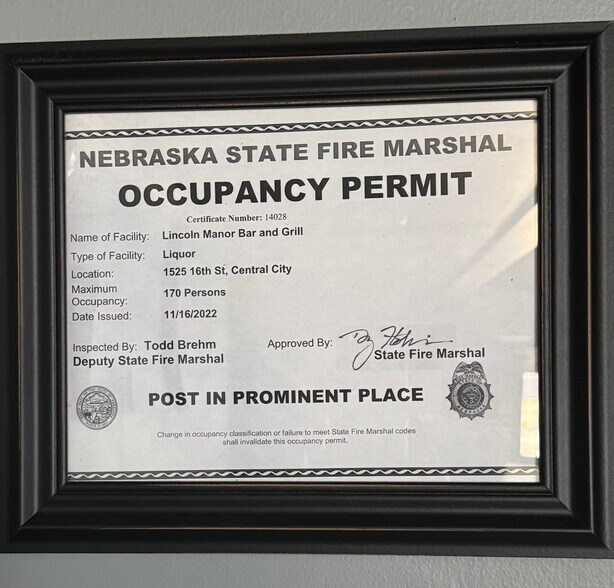 NEBRASKA STATE FIRE MARSHAL
OCCUPANCY PERMIT
Certificate Number: 14028
Name of Facility: Lincoln Manor Bar and Grill
Type of Facility: Liquor
Location: 1525 16th St, Central City
Maximum
Occupancy: 170 Persons
Date Issued: 11/16/2022
Inspected By: Todd Brehm
Deputy State Fire Marshal
Approved By:
State Fire Marshal
POST IN PROMINENT PLACE
Change in occupancy classification or failure to meet State Fire Marshal codes
shall invalidate this occupancy permit.